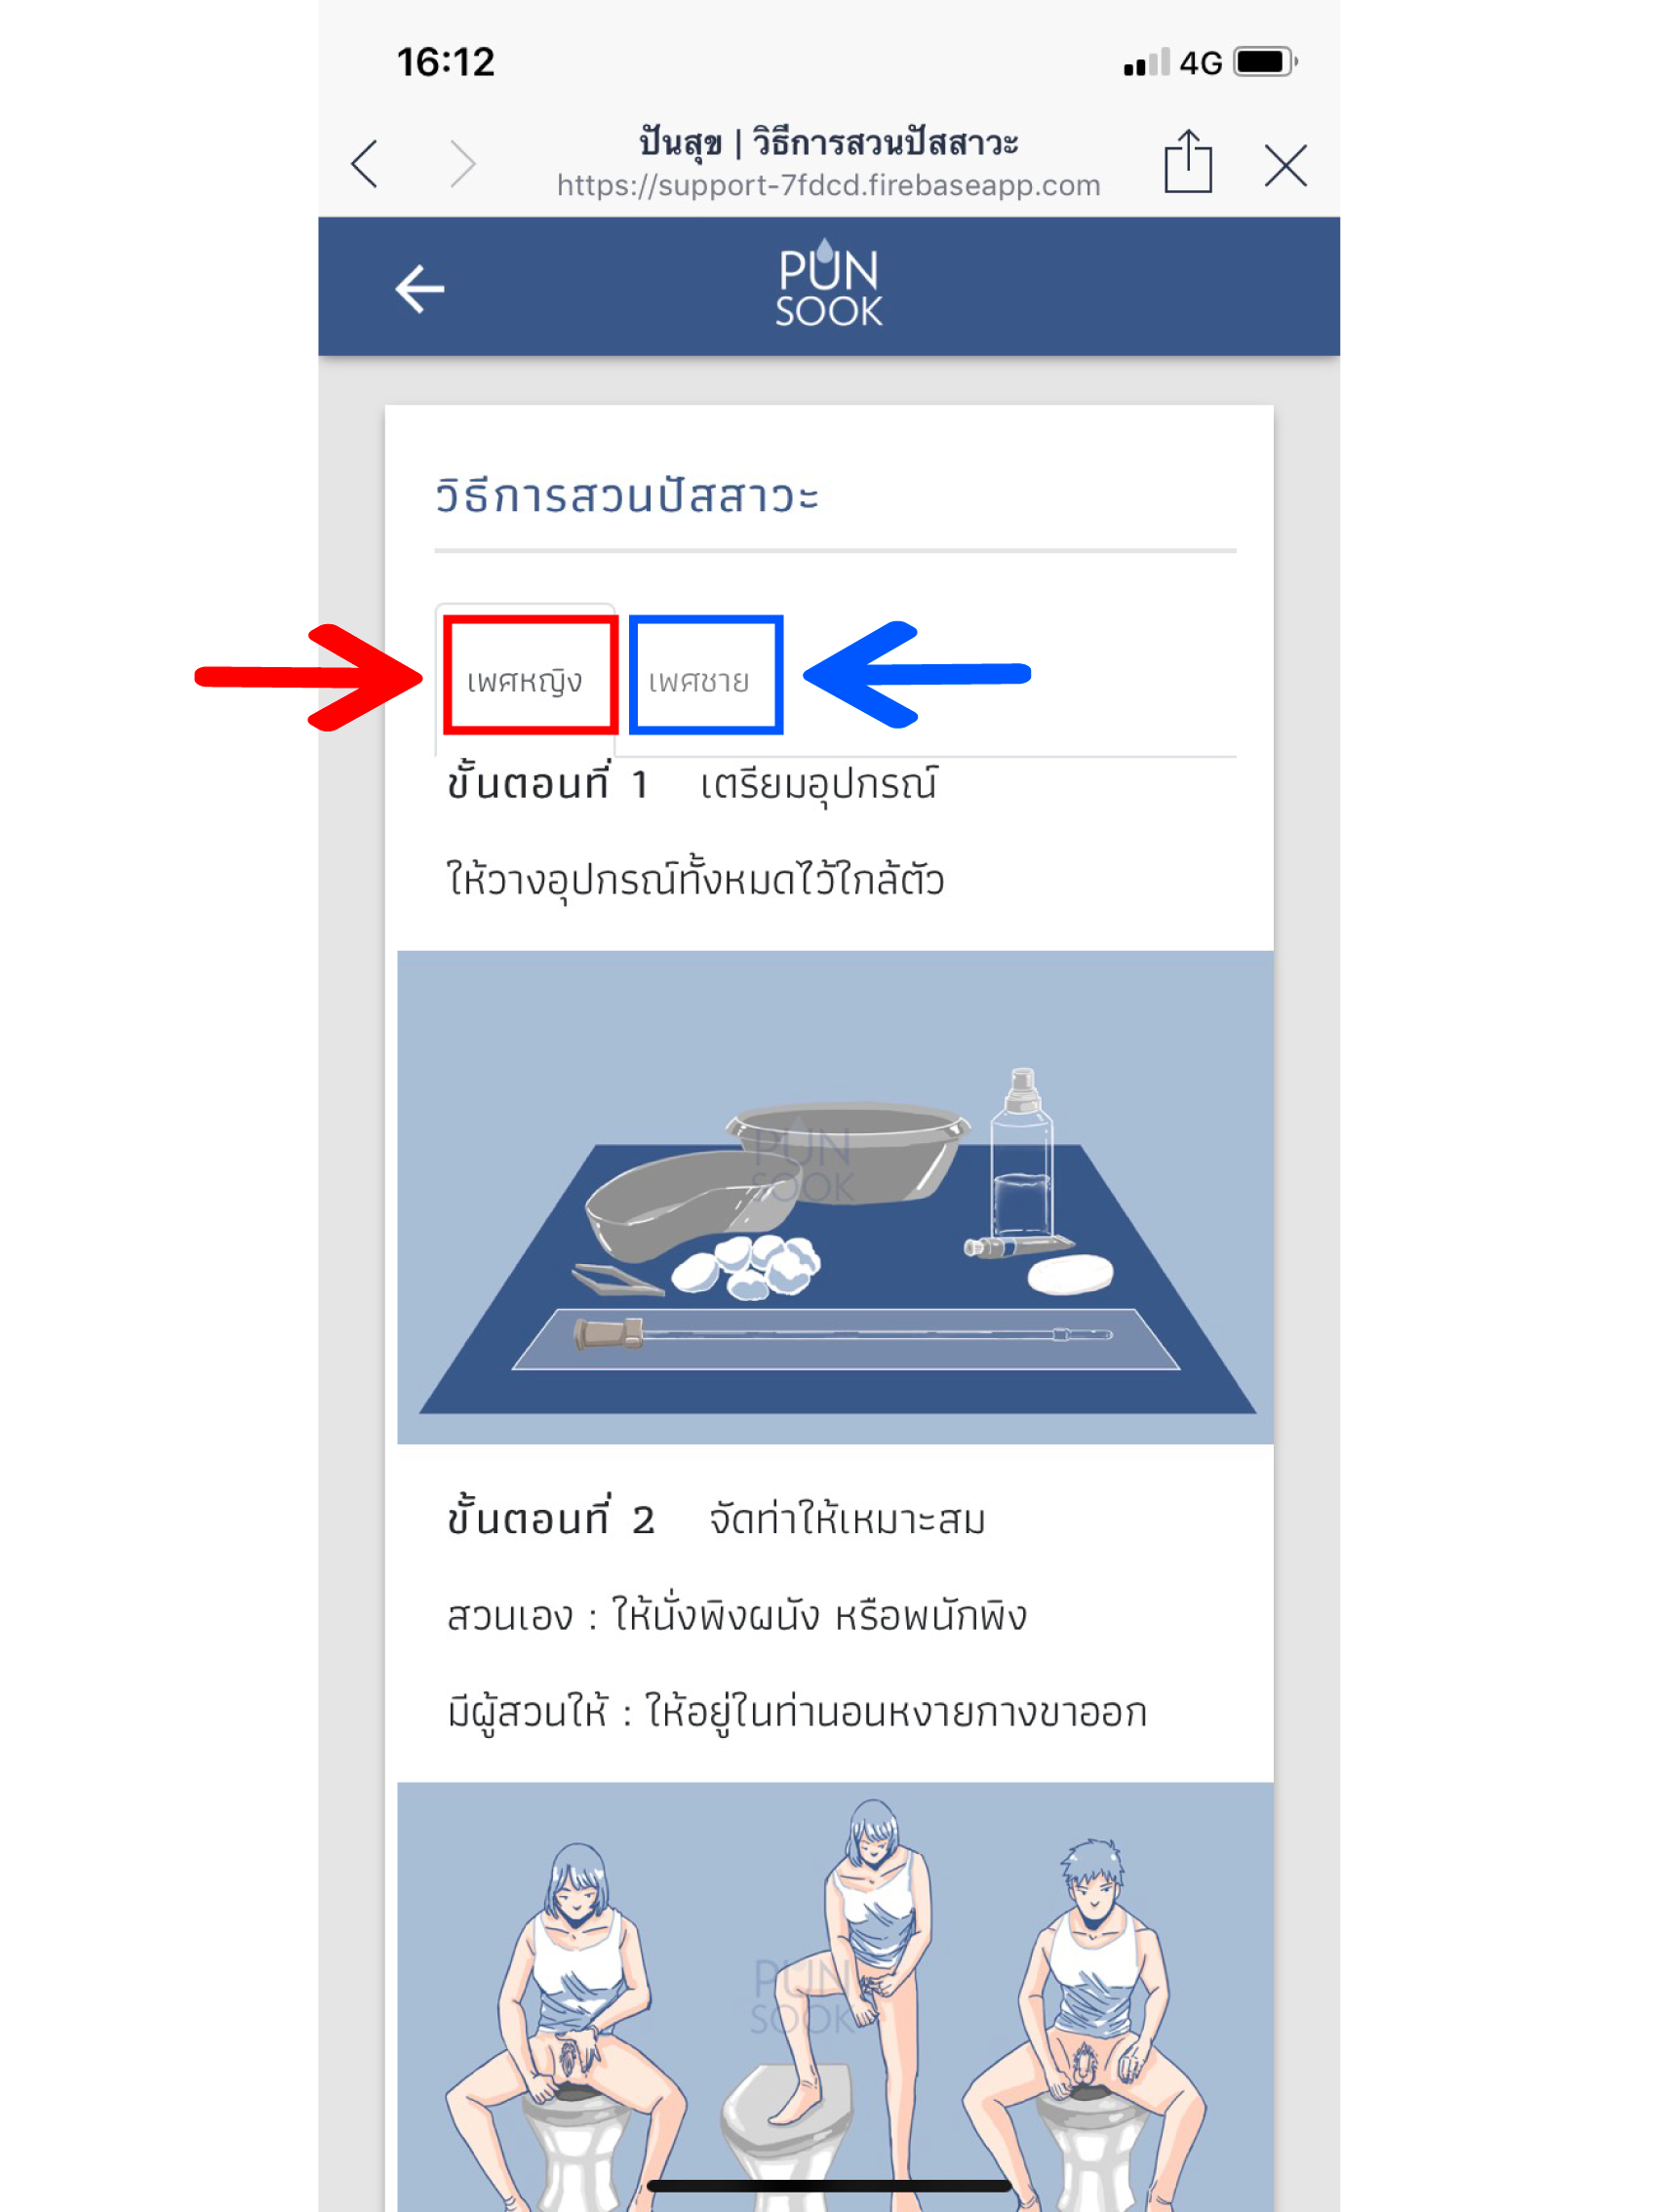 16:12
4G
ปันสุข | วิธีการสวนปัสสาวะ
https://support-7fdcd.firebaseapp.com
PUN
SOOK
วิธีการสวนปัสสาวะ
เพศหญิง เพศชาย
ขั้นตอนที่ 1 เตรียมอุปกรณ์
ให้วางอุปกรณ์ทั้งหมดไว้ใกล้ตัว
PUN
SOOK
ขั้นตอนที่ 2 จัดท่าให้เหมาะสม
สวนเอง : ให้นั่งพิงผนัง หรือพนักพิง
มีผู้สวนให้ : ให้อยู่ในท่านอนหงายกางขาออก
PUN
SOOK